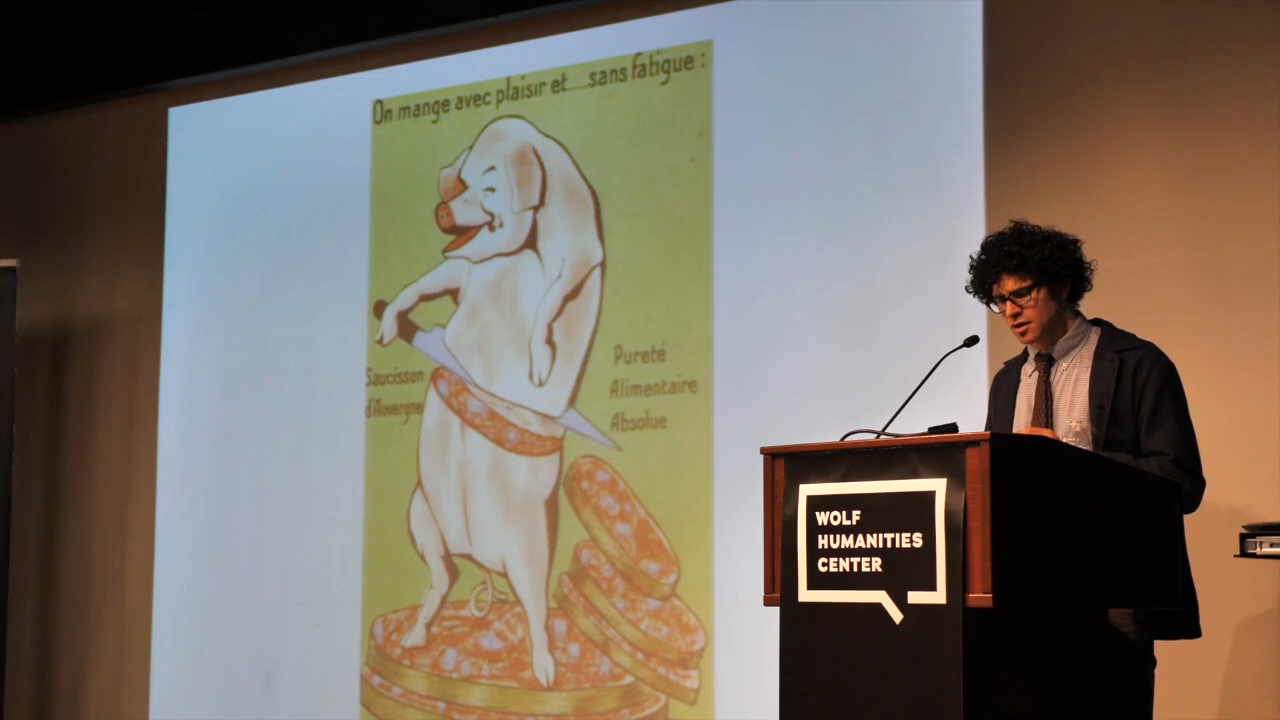 On mange avec plaisir et.....sans fatigue :
Saucisson
d'Auvergne
Pureté
Alimentaire
Absolue
WOLF
HUMANITIES
CENTER